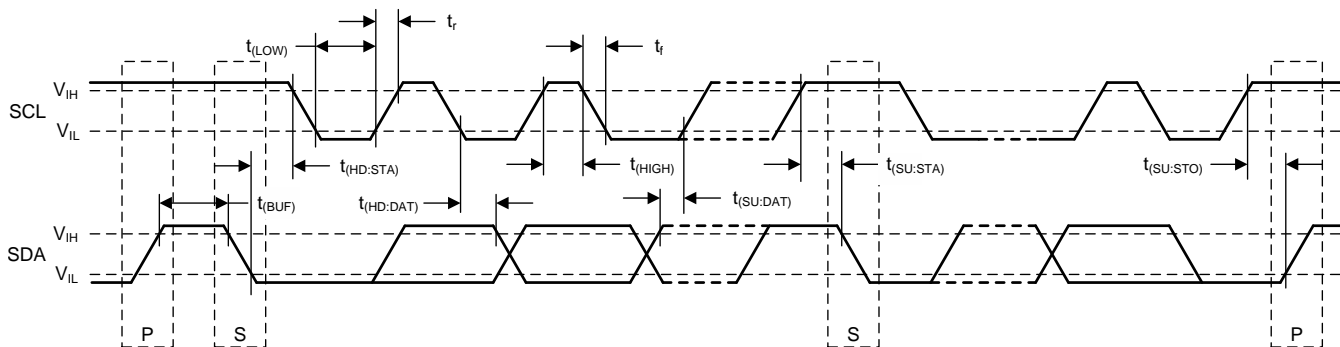 t(LOW)
tr
tf
VIH
SCL
VIL
t(HD:STA)
t(HIGH)
t(SU:STA)
t(SU:STO)
t(BUF)
t(HD:DAT)
t(SU:DAT)
VIH
SDA
VIL
P
S
S
P